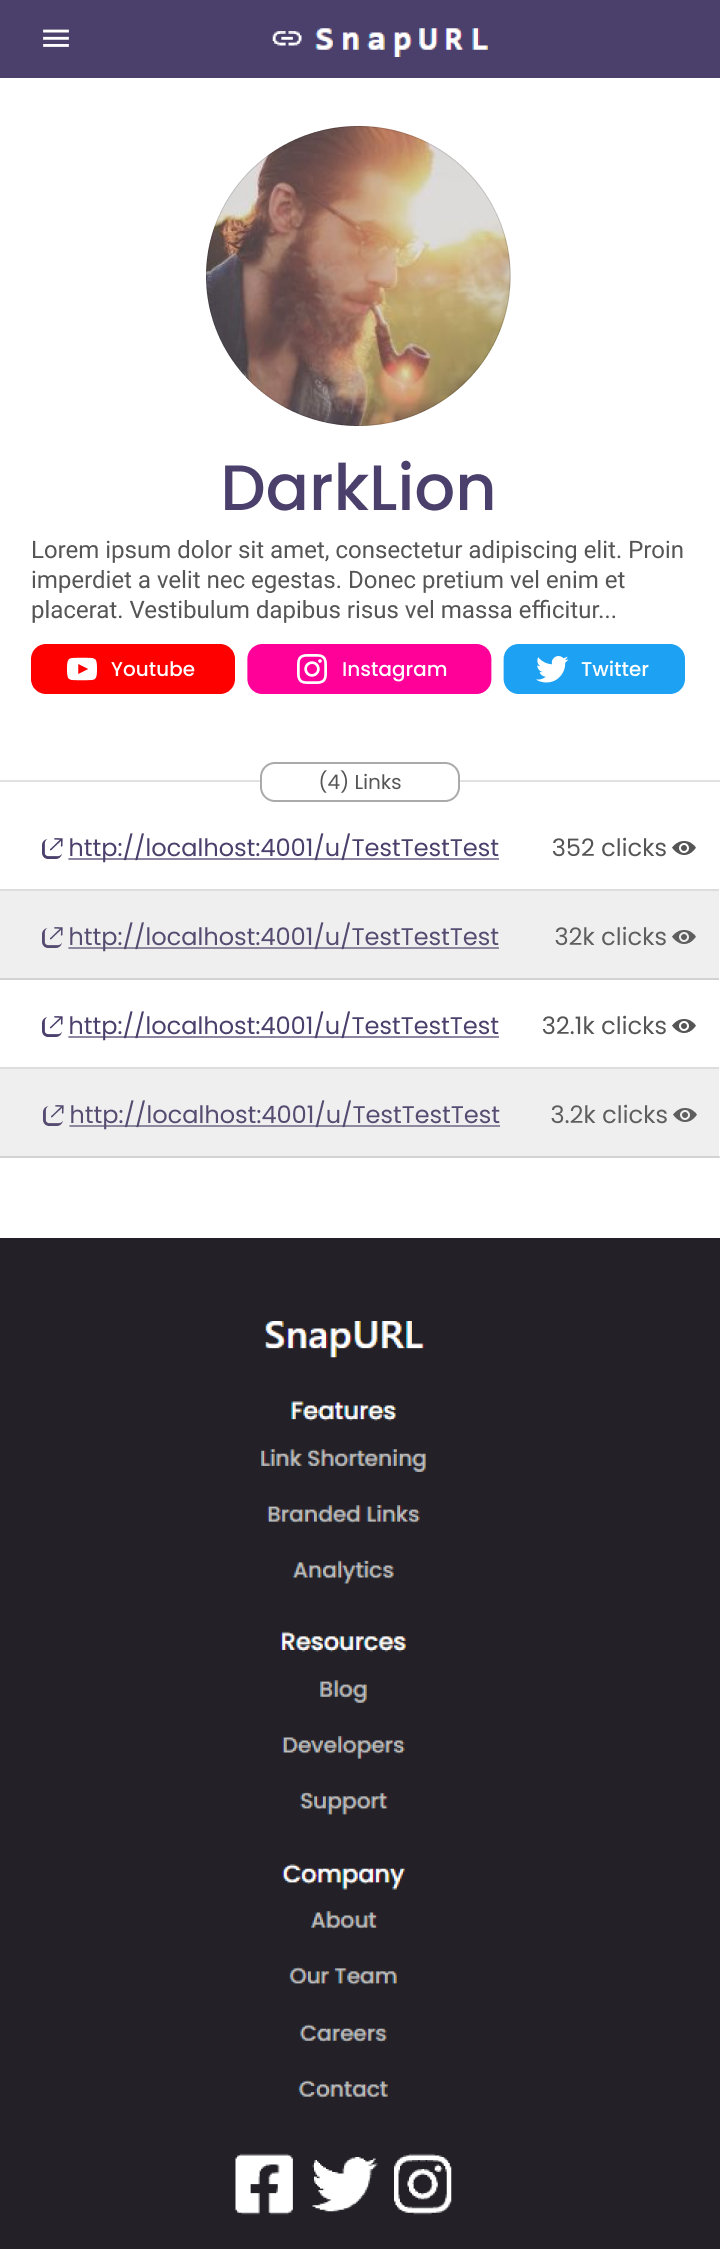 SnapURL
DarkLion
Lorem ipsum dolor sit amet, consectetur adipiscing elit. Proin
imperdiet a velit nec egestas. Donec pretium vel enim et
placerat. Vestibulum dapibus risus vel massa efficitur...
Youtube
Instagram
Twitter
(4) Links
http://localhost:4001/u/TestTestTest 352 clicks
http://localhost:4001/u/TestTestTest 32k clicks
http://localhost:4001/u/TestTestTest 32.1k clicks
http://localhost:4001/u/TestTestTest 3.2k clicks
SnapURL
Features
Link Shortening
Branded Links
Analytics
Resources
Blog
Developers
Support
Company
About
Our Team
Careers
Contact